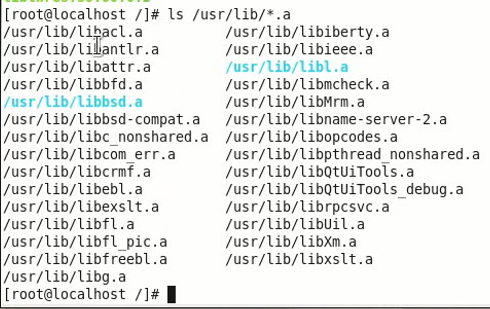 [root@localhost /]# ls /usr/lib/*.a
/usr/lib/libacl.a /usr/lib/libiberty.a
/usr/lib/libantlr.a /usr/lib/libieee.a
/usr/lib/libattr.a /usr/lib/libl.a
/usr/lib/libbfd.a /usr/lib/libmcheck.a
/usr/lib/libbsd.a /usr/lib/libMrm.a
/usr/lib/libbsd-compat.a /usr/lib/libname-server-2.a
/usr/lib/libc_nonshared.a /usr/lib/libopcodes.a
/usr/lib/libcom_err.a /usr/lib/libpthread_nonshared.a
/usr/lib/libcrmf.a /usr/lib/libQtUiTools.a
/usr/lib/libebl.a /usr/lib/libQtUiTools_debug.a
/usr/lib/libexslt.a /usr/lib/librpcsvc.a
/usr/lib/libfl.a /usr/lib/libUil.a
/usr/lib/libfl_pic.a /usr/lib/libXm.a
/usr/lib/libfreebl.a /usr/lib/libxslt.a
/usr/lib/libg.a
[root@localhost /]#